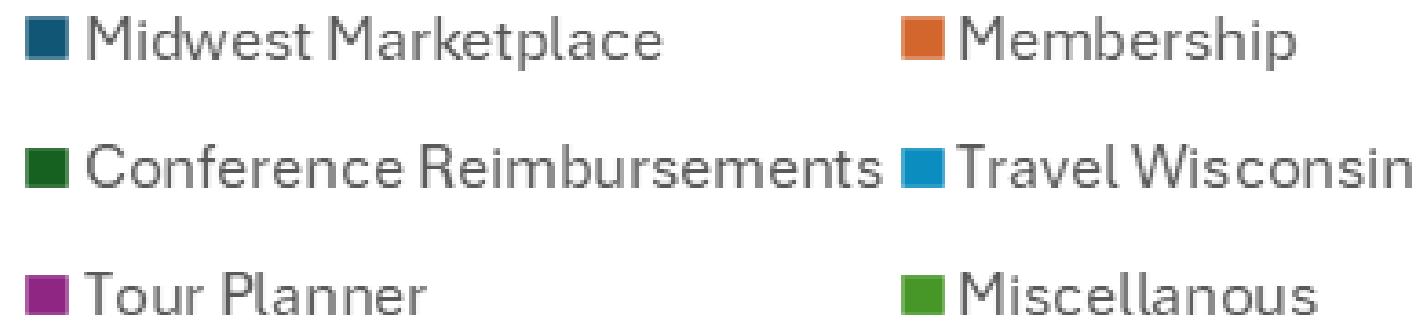 Midwest Marketplace
Membership
Conference Reimbursements
Travel Wisconsin
Tour Planner
Miscellanous